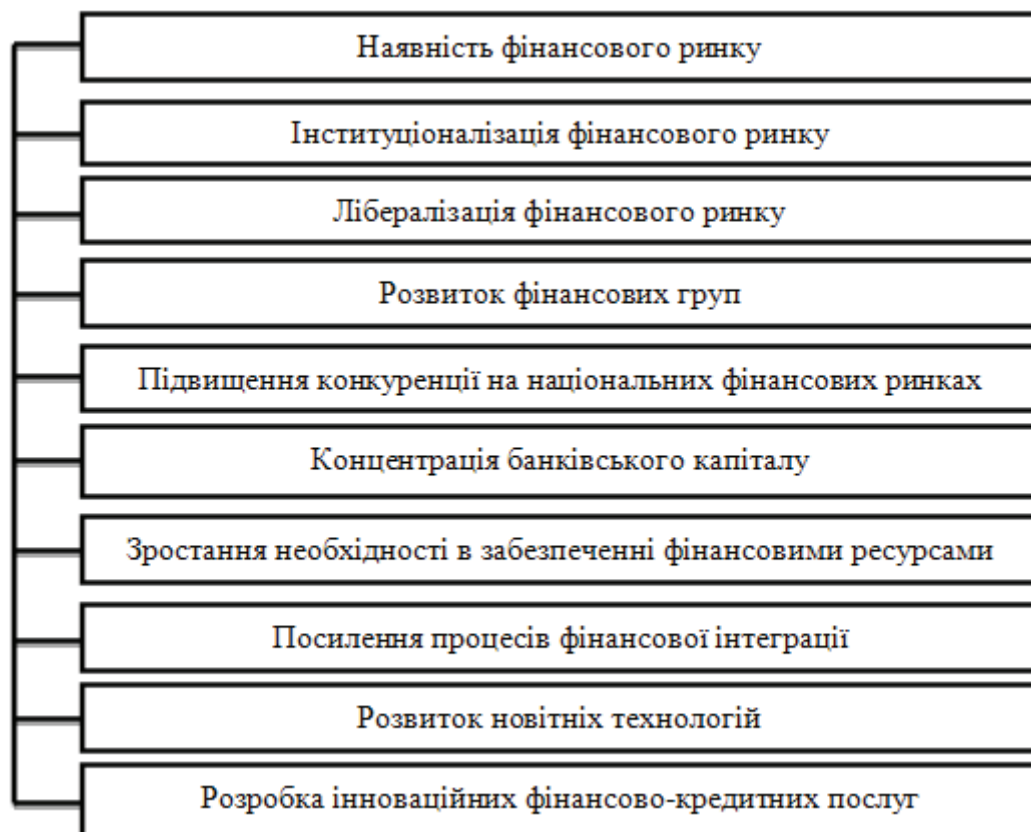 Наявність фінансового ринку
Інституціоналізація фінансового ринку
Лібералізація фінансового ринку
Розвиток фінансових груп
Підвищення конкуренції на національних фінансових ринках
Концентрація банківського капіталу
Зростання необхідності в забезпеченні фінансовими ресурсами
Посилення процесів фінансової інтеграції
Розвиток новітніх технологій
Розробка інноваційних фінансово-кредитних послуг